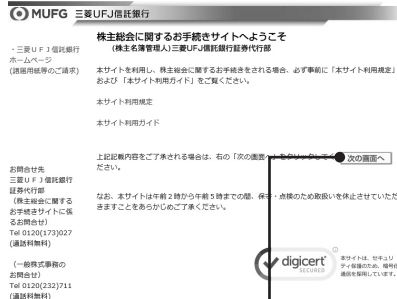 MUFG 三菱UFJ信託銀行
株主総会に関するお手続きサイトへようこそ
(株主名簿管理人)三菱UFJ信託銀行証券代行部
・三菱ＵＦＪ信託銀行
ホームページ
(諸届用紙等のご請求)
本サイトを利用し、株主総会に関するお手続をされる場合、必ず事前に「本サイト利用規定」
および 「本サイト利用ガイド」をご覧ください。
本サイト利用規定
本サイト利用ガイド
上記記載内容をご了承される場合は、右の「次の画面へ」をクリックしてく
ださい。
次の画面へ
なお、本サイトは午前２時から午前５時までの間、保守・点検のため取扱いを休止させていただ
きますことをあらかじめご了承ください。
お問合せ先
三菱ＵＦＪ信託銀行
証券代行部
（株主総会に関する
お手続きサイトに係
るお問合せ）
Tel 0120(173)027
(通話料無料)
（一般株式事務の
お問合せ）
Tel 0120(232)711
(通話料無料)
digicert
SECURED
本サイトは、セキュリ
ティ保護のため、暗号化
通信を採用しています。